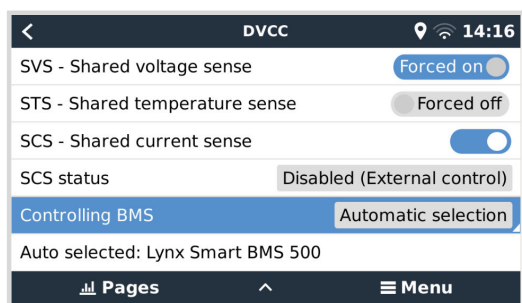 DVCC 14:16
SVS - Shared voltage sense Forced on
STS - Shared temperature sense Forced off
SCS - Shared current sense
SCS status Disabled (External control)
Controlling BMS Automatic selection
Auto selected: Lynx Smart BMS 500
Pages Menu